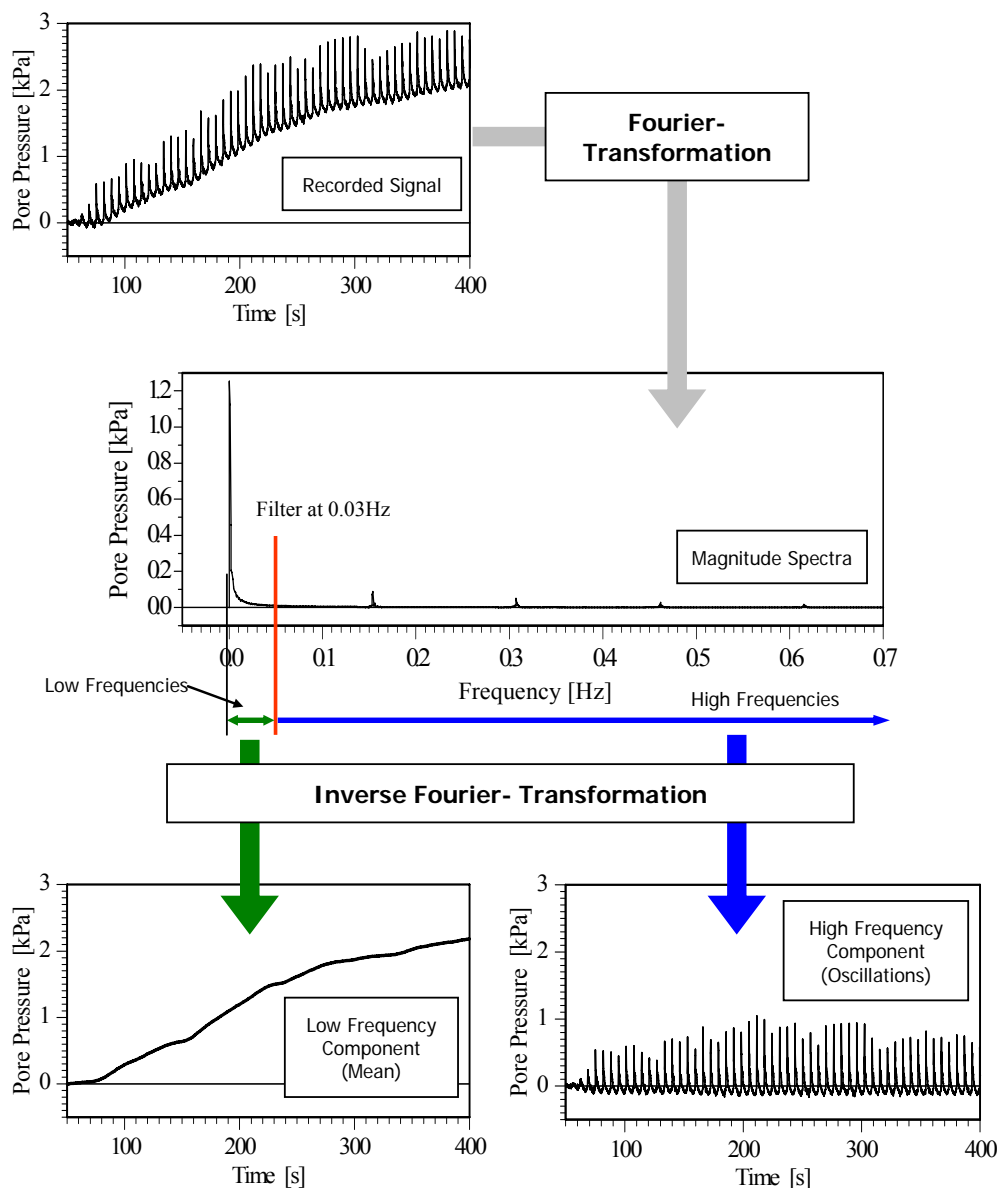 3
2
1
0
Pore Pressure [kPa]
Recorded Signal
100 200 300 400
Time [s]
Fourier-
Transformation
1.2
1.0
0.8
0.6
0.4
0.2
0.0
Pore Pressure [kPa]
Filter at 0.03Hz
Magnitude Spectra
0.0 0.1 0.2 0.3 0.4 0.5 0.6 0.7
Frequency [Hz]
Low Frequencies
High Frequencies
Inverse Fourier- Transformation
3
2
1
0
Pore Pressure [kPa]
Low Frequency
Component
(Mean)
100 200 300 400
Time [s]
3
2
1
0
Pore Pressure [kPa]
High Frequency
Component
(Oscillations)
100 200 300 400
Time [s]